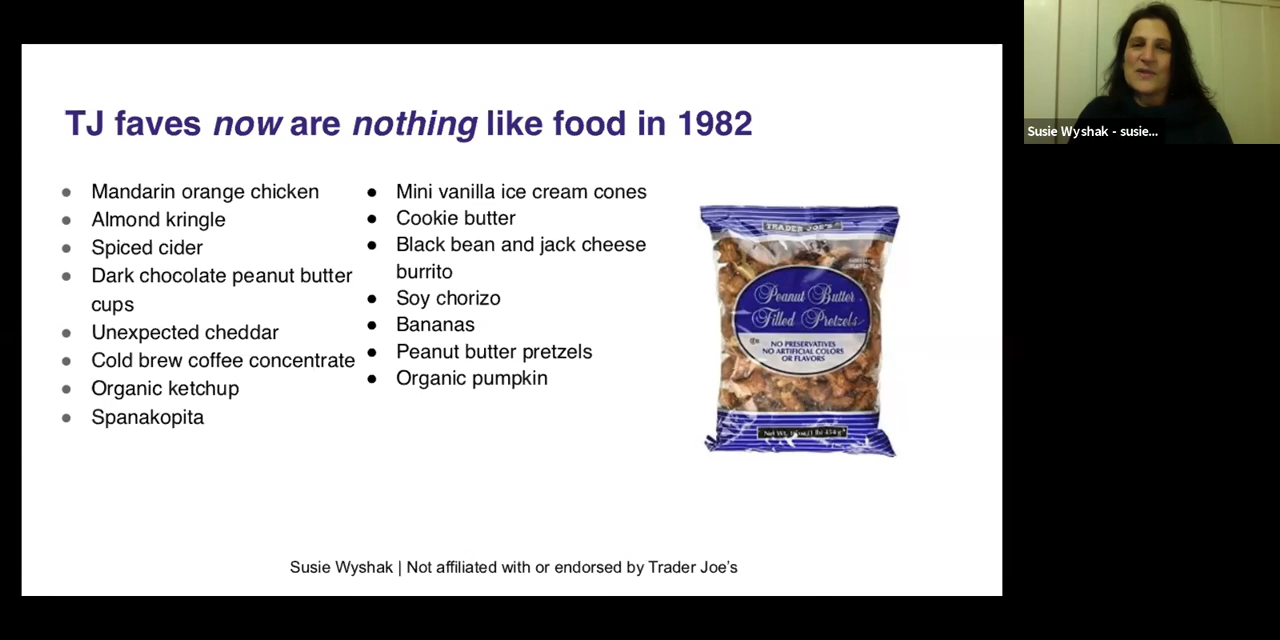 TJ faves now are nothing like food in 1982
Mandarin orange chicken
Almond kringle
Spiced cider
Dark chocolate peanut butter
cups
Unexpected cheddar
Cold brew coffee concentrate
Organic ketchup
Spanakopita
Mini vanilla ice cream cones
Cookie butter
Black bean and jack cheese
burrito
Soy chorizo
Bananas
Peanut butter pretzels
Organic pumpkin
TRADER JOE'S
Peanut Butter
Filled Pretzels
NO PRESERVATIVES
NO ARTIFICIAL COLORS
OR FLAVORS
Susie Wyshak | Not affiliated with or endorsed by Trader Joe's
Susie Wyshak - susie...